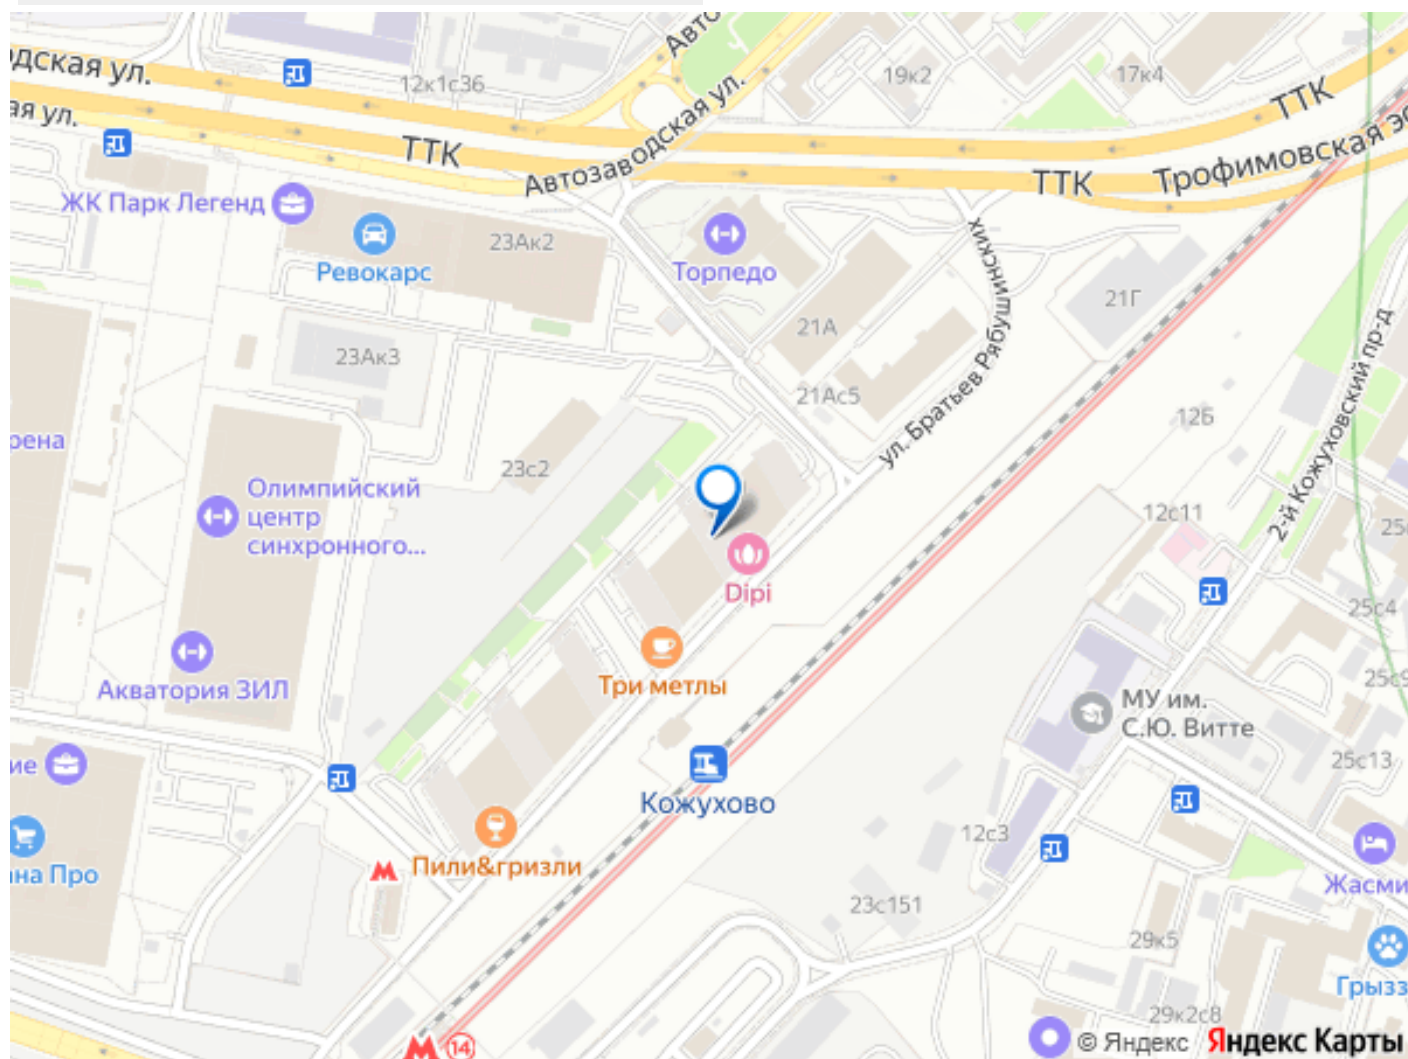 Авто
одская ул.
ая ул.
12к1с36
19к2
17к4
ТТК
ТТК
ТТК
Автозаводская ул.
Трофимовская эс
ЖК Парк Легенд
23Ак2
Ревокарс
Торпедо
ул. Братьев Рябушинских
21Г
21А
23Ак3
21Ас5
2-й Кожуховский пр-д
12Б
рена
23с2
Олимпийский
центр
синхронного...
12с11
25
Dipi
25с4
Три метлы
Акватория ЗИЛ
25с9
МУ им.
С.Ю. Витте
ие
25с13
Кожухово
12с3
Пили&гризли
на Про
Жасми
23с151
29к5
Грызз
29к2с8
14
© Яндекс
Яндекс Карты